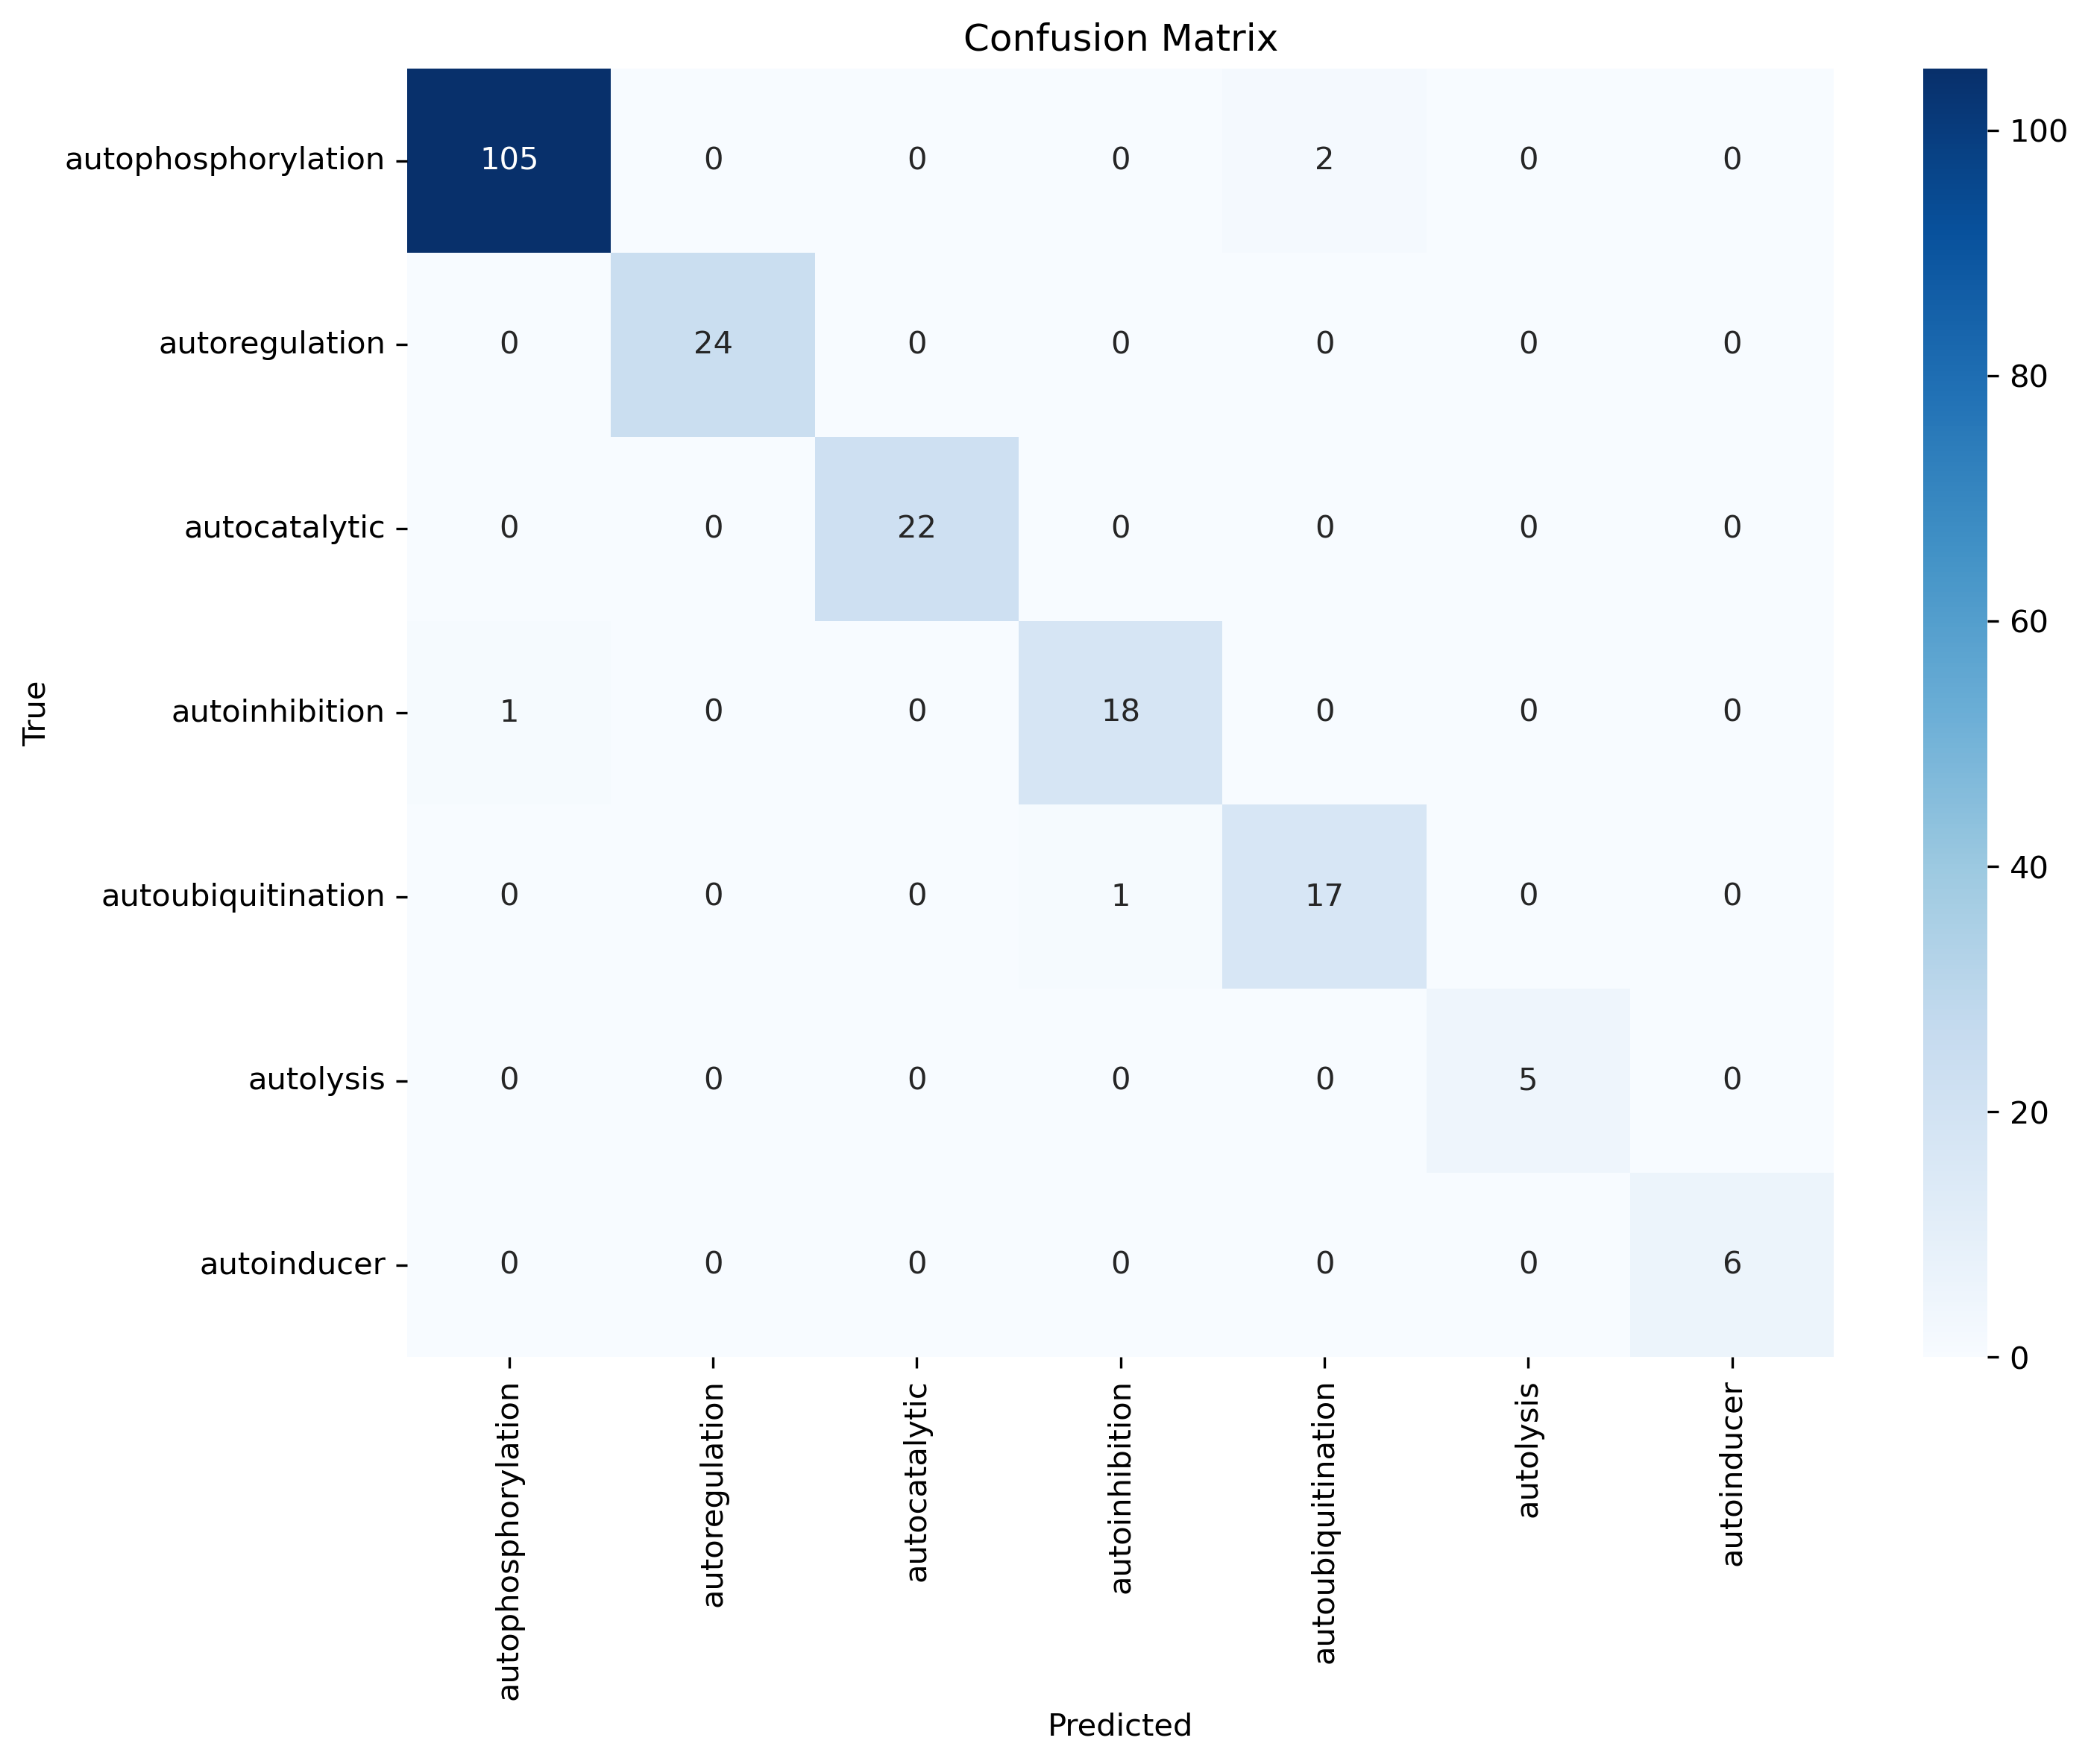 Confusion Matrix
autophosphorylation 105 0 0 0 2 0 0
autoregulation 0 24 0 0 0 0 0
autocatalytic 0 0 22 0 0 0 0
autoinhibition 1 0 0 18 0 0 0
autoubiquitination 0 0 0 1 17 0 0
autolysis 0 0 0 0 0 5 0
autoinducer 0 0 0 0 0 0 6
True
autophosphorylation
autoregulation
autocatalytic
autoinhibition
autoubiquitination
autolysis
autoinducer
Predicted
100
80
60
40
20
0